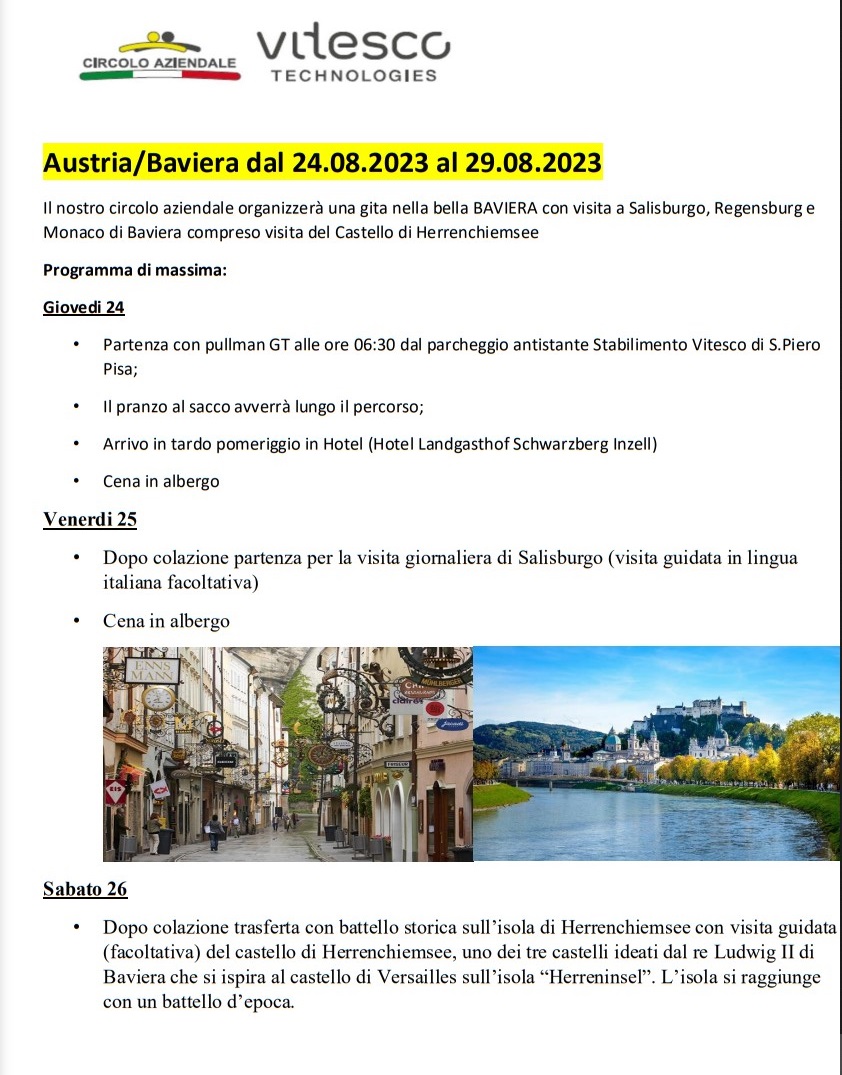 CIRCOLO AZIENDALE
vitesco
TECHNOLOGIES
Austria/Baviera dal 24.08.2023 al 29.08.2023
Il nostro circolo aziendale organizzerà una gita nella bella BAVIERA con visita a Salisburgo, Regensburg e
Monaco di Baviera compreso visita del Castello di Herrenchiemsee
Programma di massima:
Giovedi 24
• Partenza con pullman GT alle ore 06:30 dal parcheggio antistante Stabilimento Vitesco di S.Piero
Pisa;
• Il pranzo al sacco avverrà lungo il percorso;
• Arrivo in tardo pomeriggio in Hotel (Hotel Landgasthof Schwarzberg Inzell)
• Cena in albergo
Venerdi 25
• Dopo colazione partenza per la visita giornaliera di Salisburgo (visita guidata in lingua
italiana facoltativa)
• Cena in albergo
ENNS
MANN
MÜHLBERGER
claire's
EIS
Sabato 26
• Dopo colazione trasferta con battello storica sull’isola di Herrenchiemsee con visita guidata
(facoltativa) del castello di Herrenchiemsee, uno dei tre castelli ideati dal re Ludwig II di
Baviera che si ispira al castello di Versailles sull’isola “Herreninsel”. L’isola si raggiunge
con un battello d’epoca.